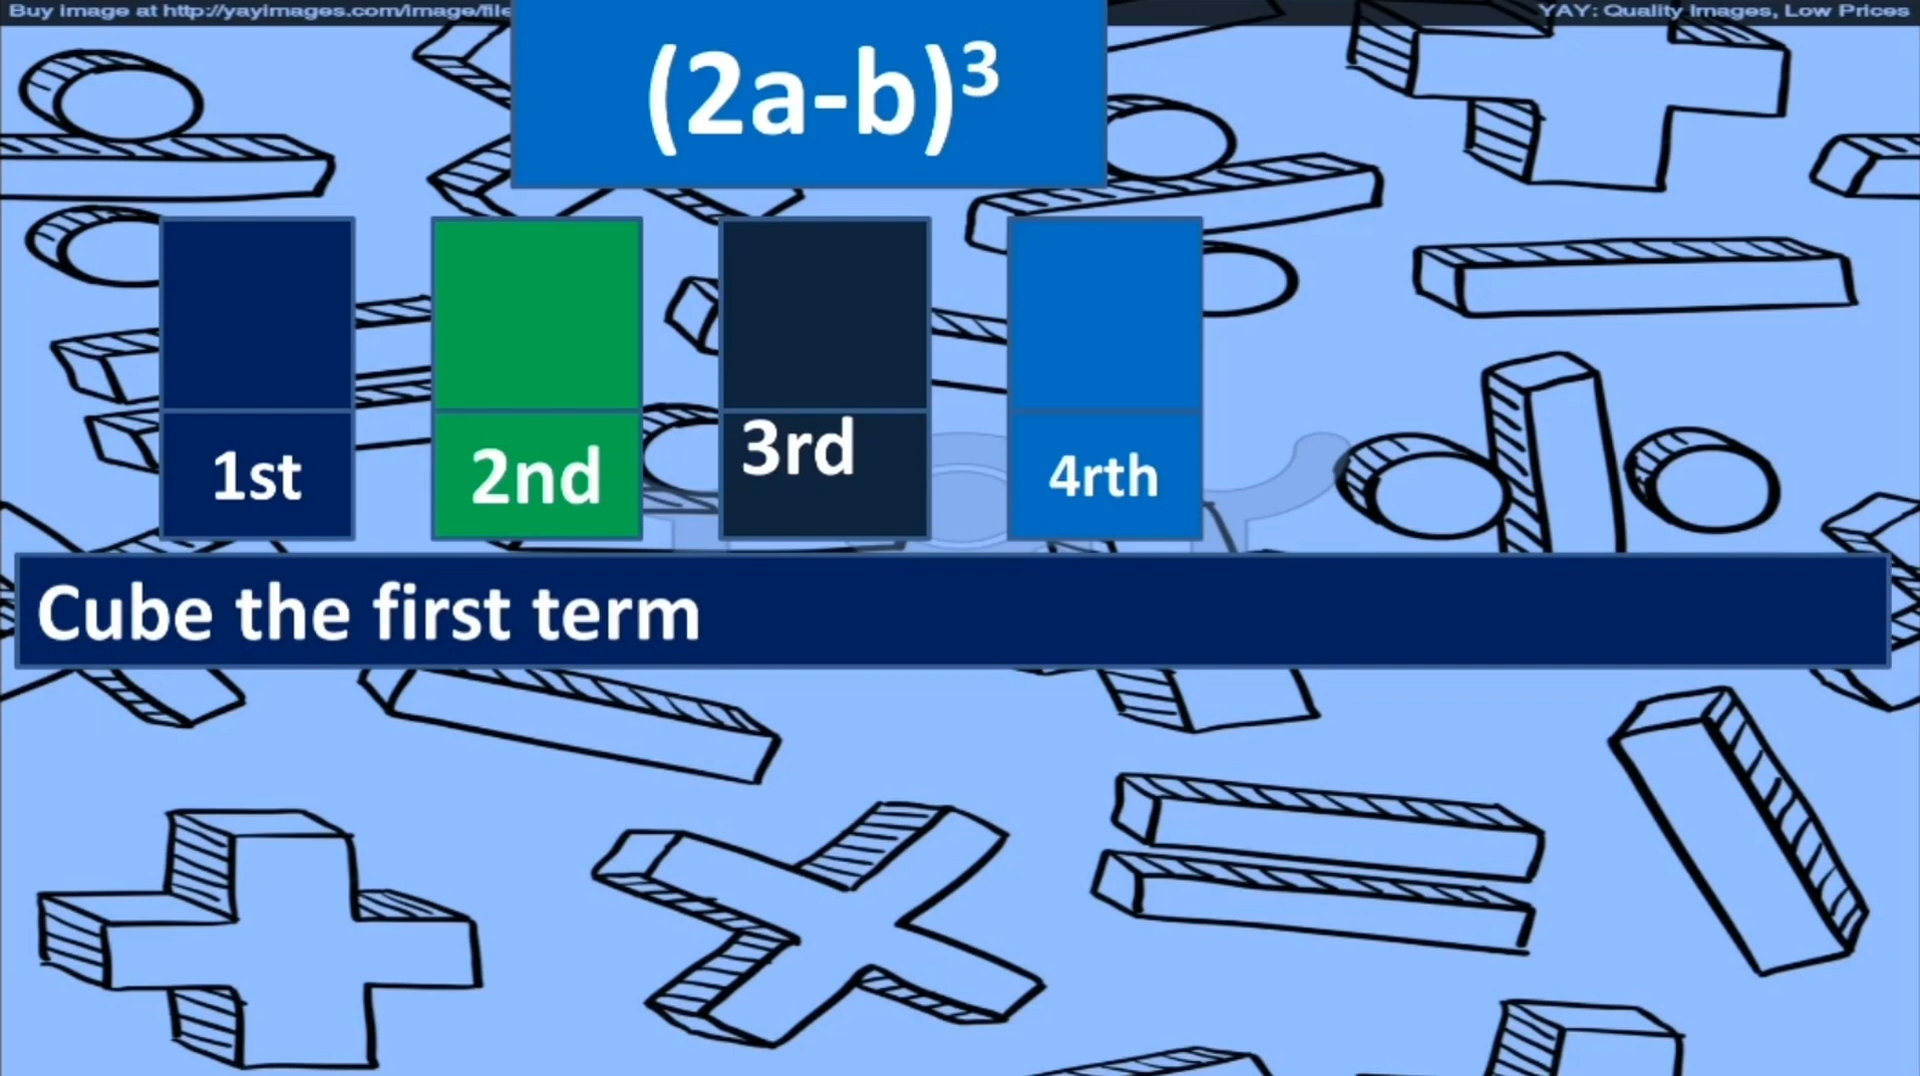 Buy image at http://yayimages.com/image/file
YAY: Quality Images, Low Prices
(2a-b)³
1st
2nd
3rd
4rth
Cube the first term